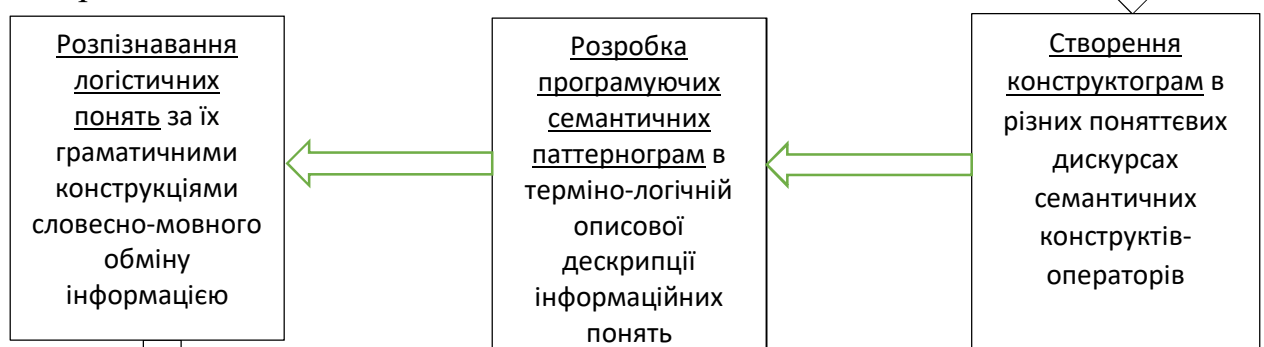 Розпізнавання
логістичних
понять за їх
граматичними
конструкціями
словесно-мовного
обміну
інформацією
Розробка
програмуючих
семантичних
паттернограм в
терміно-логічній
описової
дескрипції
інформаційних
понять
Створення
конструктограм в
різних поняттєвих
дискурсах
семантичних
конструктів-
операторів